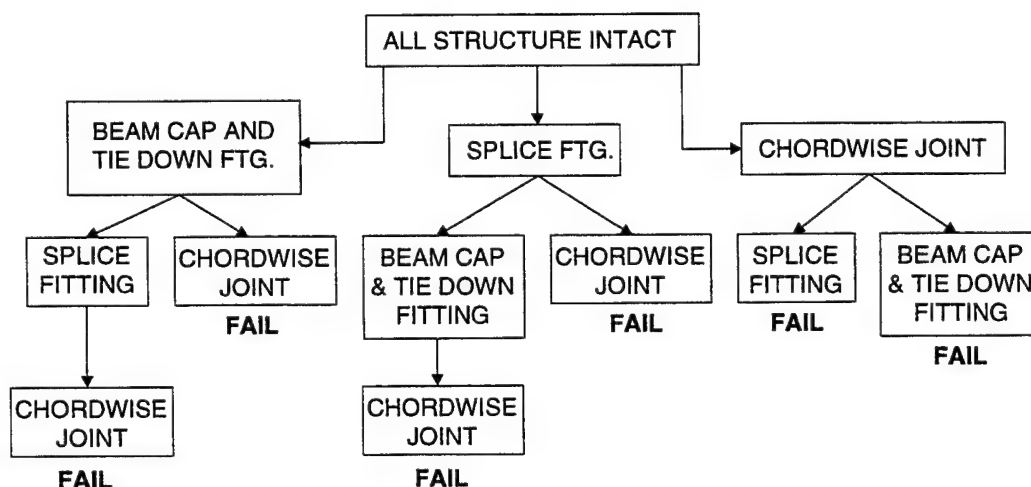 ALL STRUCTURE INTACT
BEAM CAP AND
TIE DOWN FTG.
SPLICE FTG.
CHORDWISE JOINT
SPLICE
FITTING
CHORDWISE
JOINT
FAIL
BEAM CAP
& TIE DOWN
FITTING
CHORDWISE
JOINT
FAIL
SPLICE
FITTING
FAIL
BEAM CAP
& TIE DOWN
FITTING
FAIL
CHORDWISE
JOINT
FAIL
CHORDWISE
JOINT
FAIL